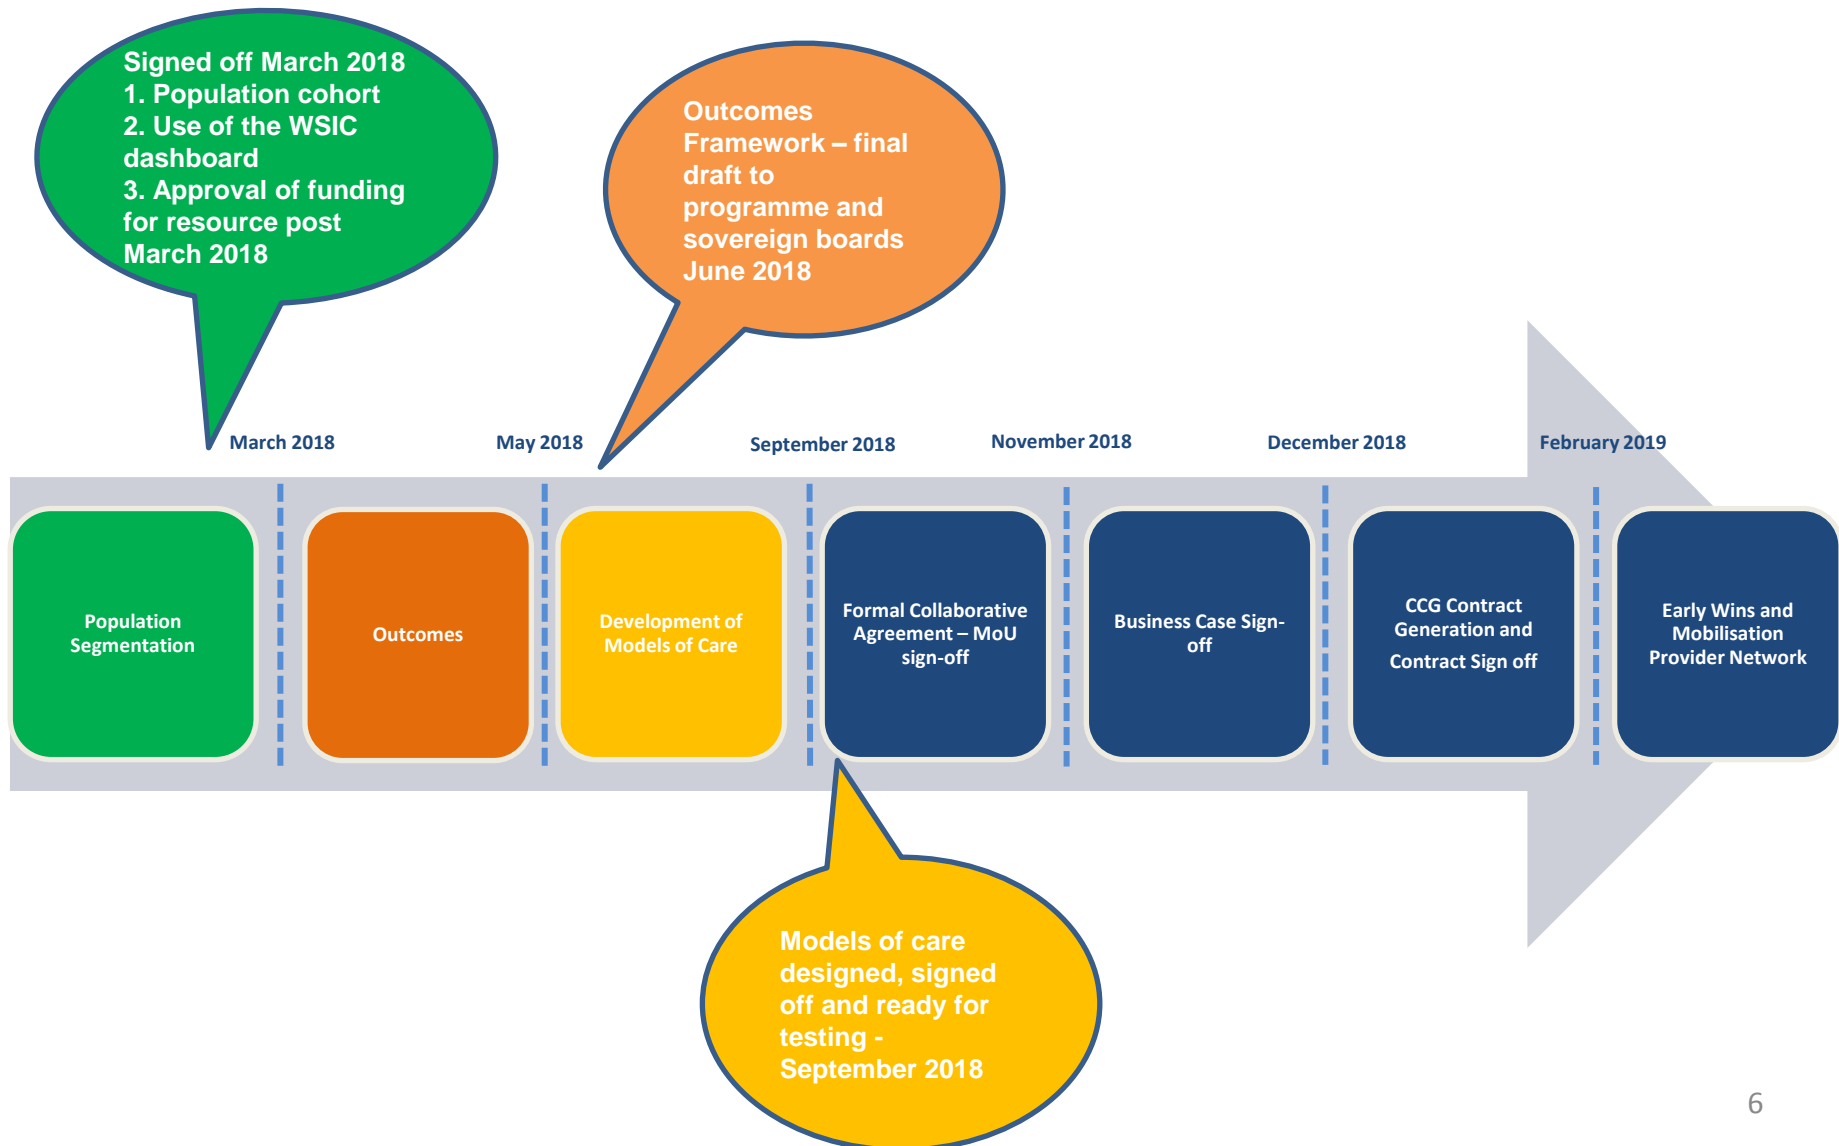 Signed off March 2018
1. Population cohort
2. Use of the WSIC
dashboard
3. Approval of funding
for resource post
March 2018
Outcomes
Framework – final
draft to
programme and
sovereign boards
June 2018
March 2018
May 2018
September 2018
November 2018
December 2018
February 2019
Population
Segmentation
Outcomes
Development of
Models of Care
Formal Collaborative
Agreement – MoU
sign-off
Business Case Sign-
off
CCG Contract
Generation and
Contract Sign off
Early Wins and
Mobilisation
Provider Network
Models of care
designed, signed
off and ready for
testing -
September 2018
6